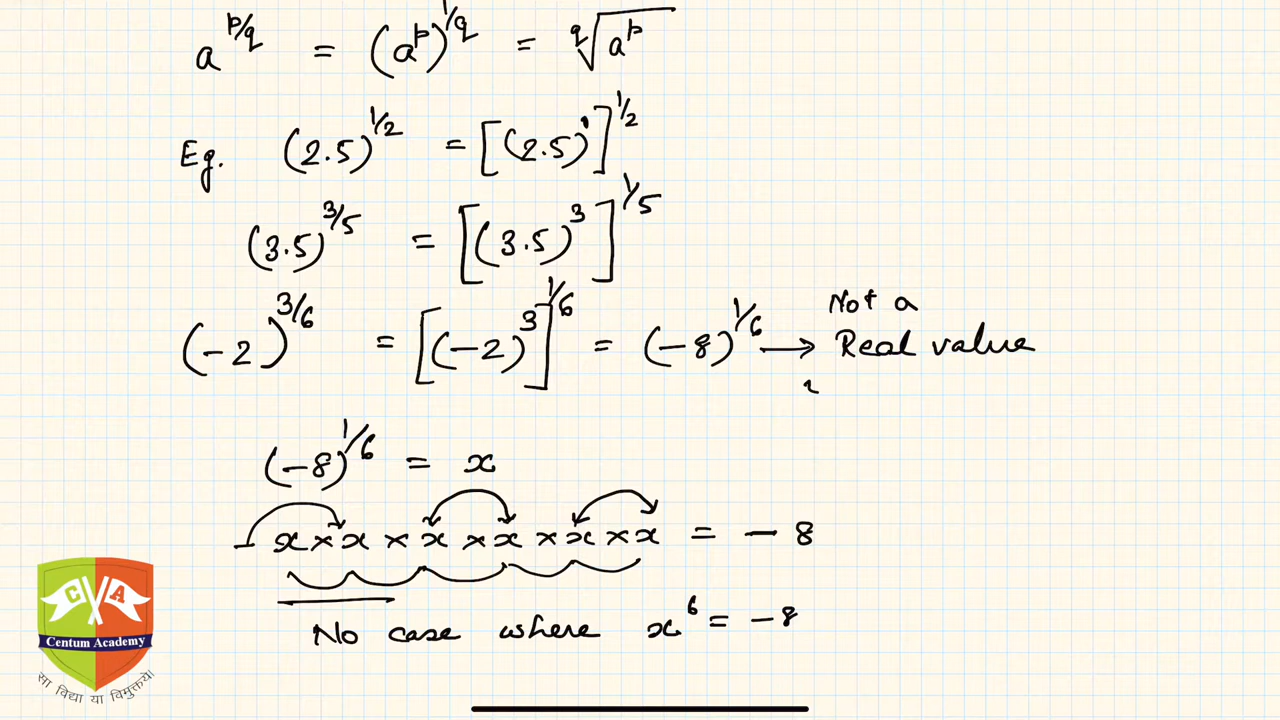 a^(p/q) = (a^p)^(1/q) = ^q√(a^p)
Eg. (2.5)^(1/2) = [(2.5)^1]^(1/2)
(3.5)^(3/5) = [(3.5)^3]^(1/5)
(-2)^(3/6) = [(-2)^3]^(1/6) = (-8)^(1/6) → Not a
Real value
(-8)^(1/6) = x
x × x × x × x × x × x = -8
No case where x^6 = -8
C A
Centum Academy
सा विद्या या विमुक्तये।